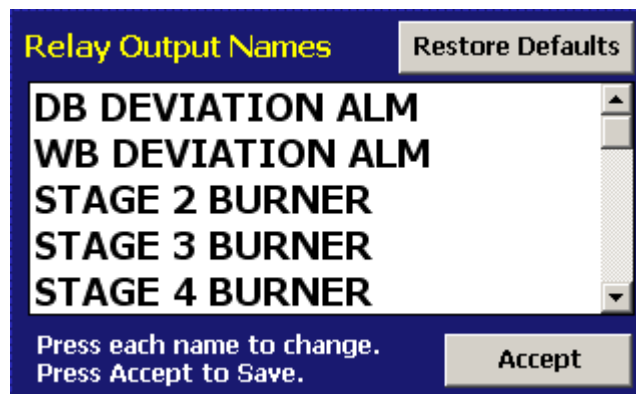 Relay Output Names
Restore Defaults
DB DEVIATION ALM
WB DEVIATION ALM
STAGE 2 BURNER
STAGE 3 BURNER
STAGE 4 BURNER
Press each name to change.
Press Accept to Save.
Accept